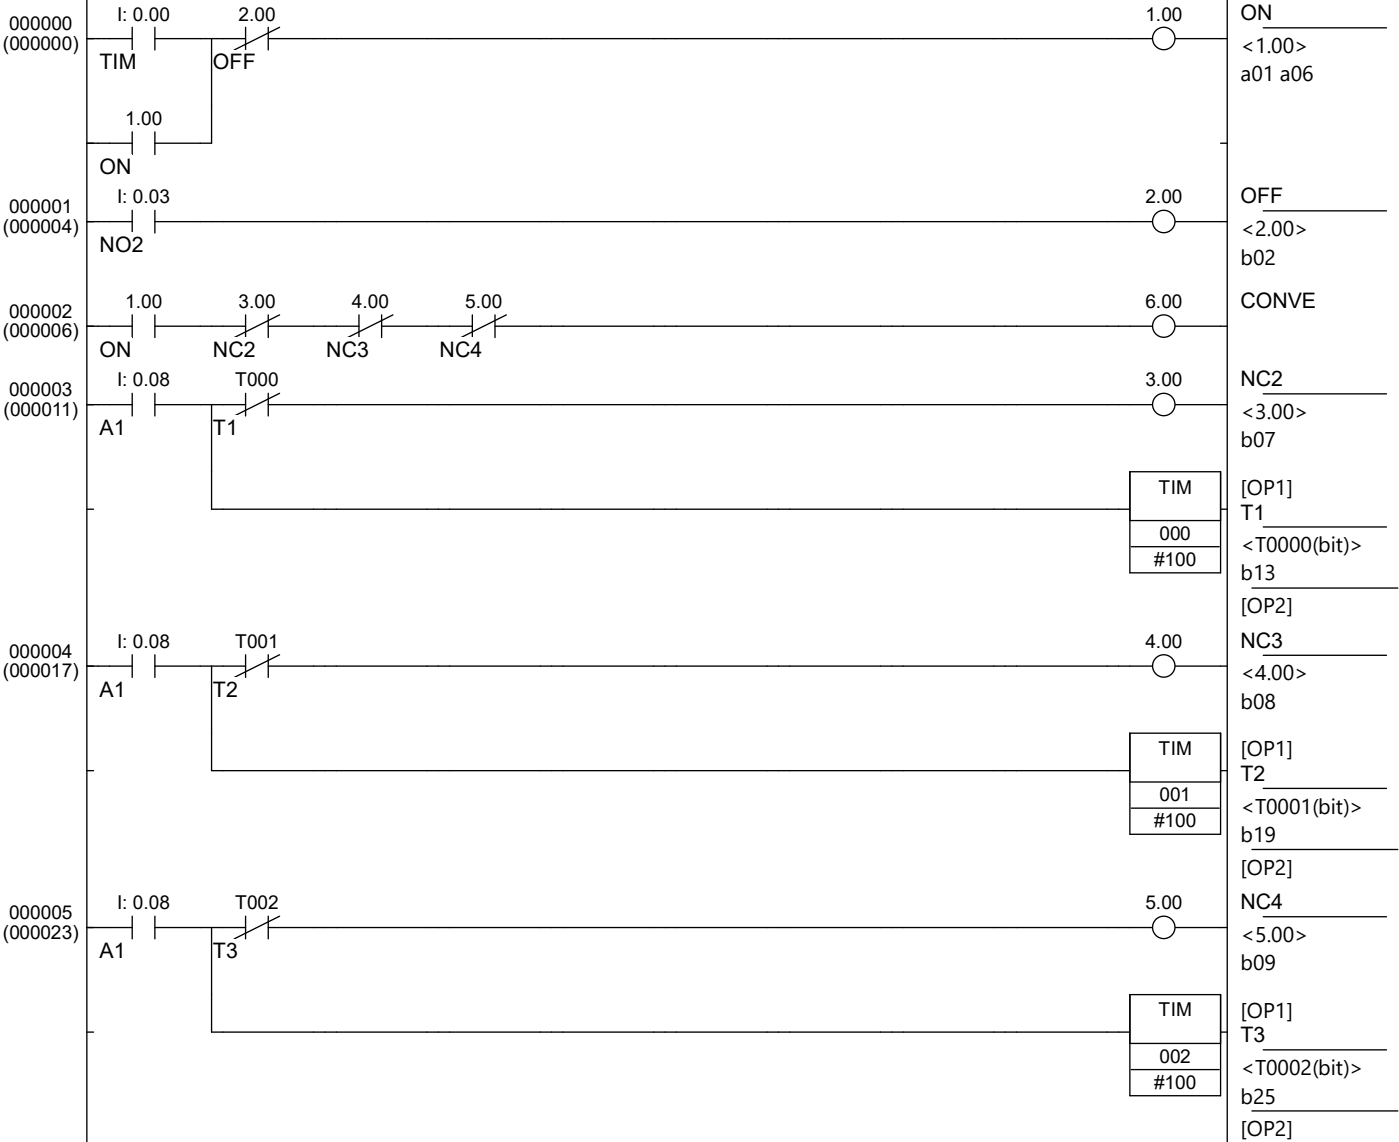 000000
(000000)
I: 0.00 2.00 1.00
TIM OFF
ON
<1.00>
a01 a06
1.00
ON
000001
(000004)
I: 0.03 2.00
NO2
OFF
<2.00>
b02
000002
(000006)
1.00 3.00 4.00 5.00 6.00
ON NC2 NC3 NC4
CONVE
000003
(000011)
I: 0.08 T000 3.00
A1 T1
NC2
<3.00>
b07
TIM
000
#100
[OP1]
T1
<T0000(bit)>
b13
[OP2]
000004
(000017)
I: 0.08 T001 4.00
A1 T2
NC3
<4.00>
b08
TIM
001
#100
[OP1]
T2
<T0001(bit)>
b19
[OP2]
000005
(000023)
I: 0.08 T002 5.00
A1 T3
NC4
<5.00>
b09
TIM
002
#100
[OP1]
T3
<T0002(bit)>
b25
[OP2]